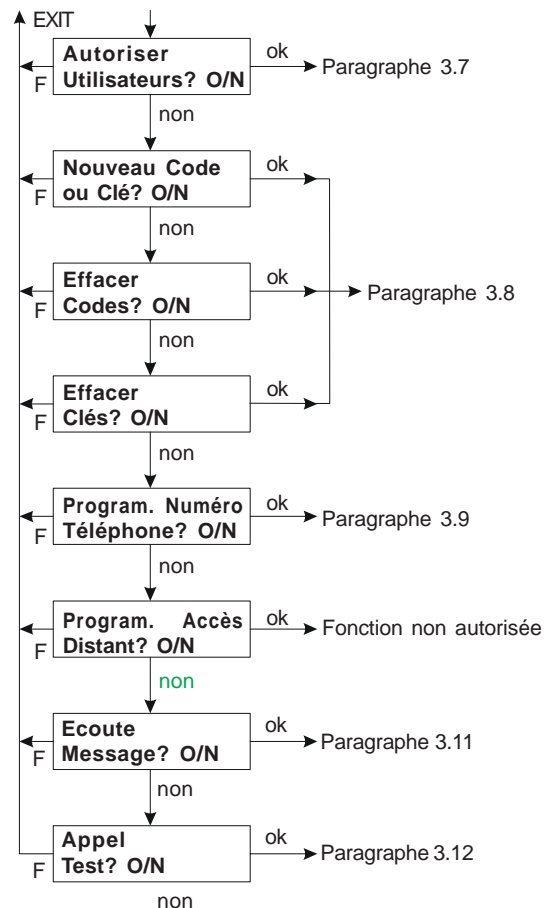 EXIT
Autoriser
Utilisateurs? O/N
ok
Paragraphe 3.7
F
non
Nouveau Code
ou Clé? O/N
ok
F
non
Effacer
Codes? O/N
ok
Paragraphe 3.8
F
non
Effacer
Clés? O/N
ok
F
non
Program. Numéro
Téléphone? O/N
ok
Paragraphe 3.9
F
non
Program. Accès
Distant? O/N
ok
Fonction non autorisée
F
non
Ecoute
Message? O/N
ok
Paragraphe 3.11
F
non
Appel
Test? O/N
ok
Paragraphe 3.12
F
non